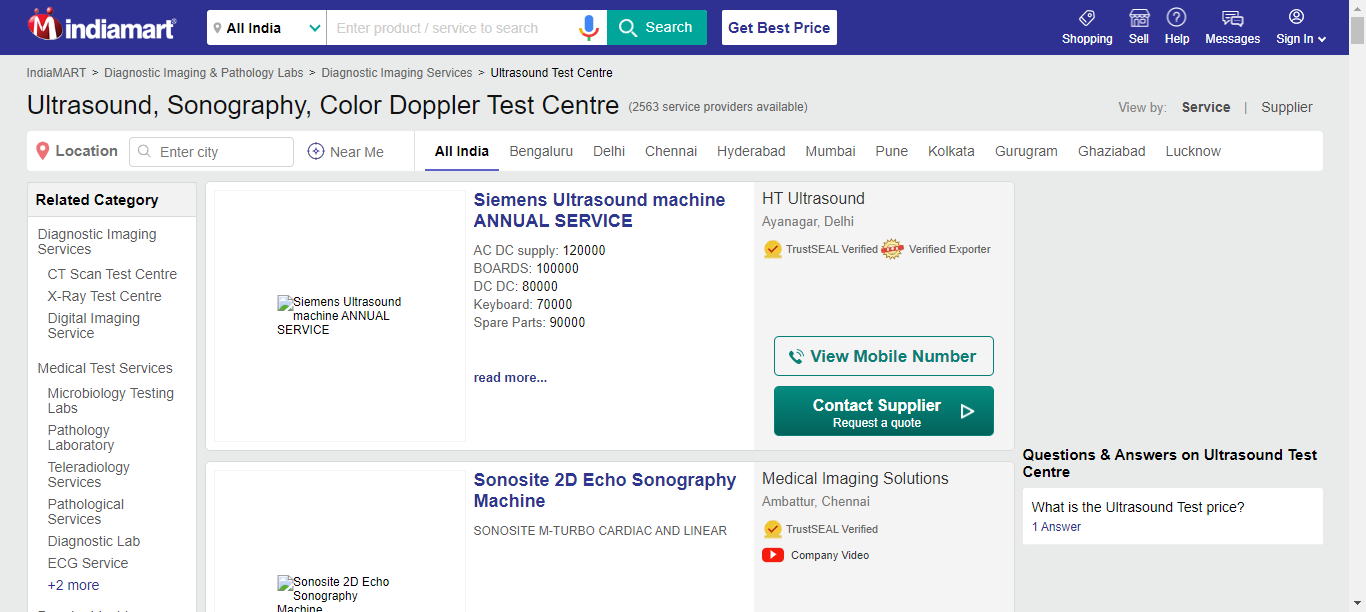 indiamart
All India
Enter product / service to search
Search
Get Best Price
Shopping
Sell
Help
Messages
Sign In
IndiaMART > Diagnostic Imaging & Pathology Labs > Diagnostic Imaging Services > Ultrasound Test Centre
Ultrasound, Sonography, Color Doppler Test Centre (2563 service providers available)
View by: Service | Supplier
Location
Enter city
Near Me
All India
Bengaluru
Delhi
Chennai
Hyderabad
Mumbai
Pune
Kolkata
Gurugram
Ghaziabad
Lucknow
Related Category
Diagnostic Imaging
Services
CT Scan Test Centre
X-Ray Test Centre
Digital Imaging
Service
Medical Test Services
Microbiology Testing
Labs
Pathology
Laboratory
Teleradiology
Services
Pathological
Services
Diagnostic Lab
ECG Service
+2 more
Siemens Ultrasound
machine ANNUAL
SERVICE
Siemens Ultrasound machine
ANNUAL SERVICE
AC DC supply: 120000
BOARDS: 100000
DC DC: 80000
Keyboard: 70000
Spare Parts: 90000
read more...
HT Ultrasound
Ayanagar, Delhi
TrustSEAL Verified
Verified Exporter
View Mobile Number
Contact Supplier
Request a quote
Sonosite 2D Echo
Sonography
Machine
Sonosite 2D Echo Sonography
Machine
SONOSITE M-TURBO CARDIAC AND LINEAR
Medical Imaging Solutions
Ambattur, Chennai
TrustSEAL Verified
Company Video
Questions & Answers on Ultrasound Test
Centre
What is the Ultrasound Test price?
1 Answer